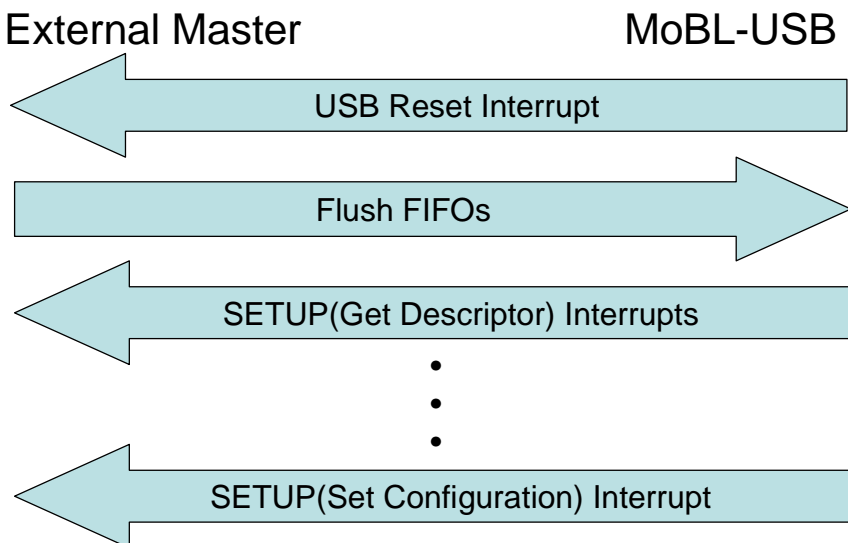 External Master
MoBL-USB
USB Reset Interrupt
Flush FIFOs
SETUP(Get Descriptor) Interrupts
SETUP(Set Configuration) Interrupt